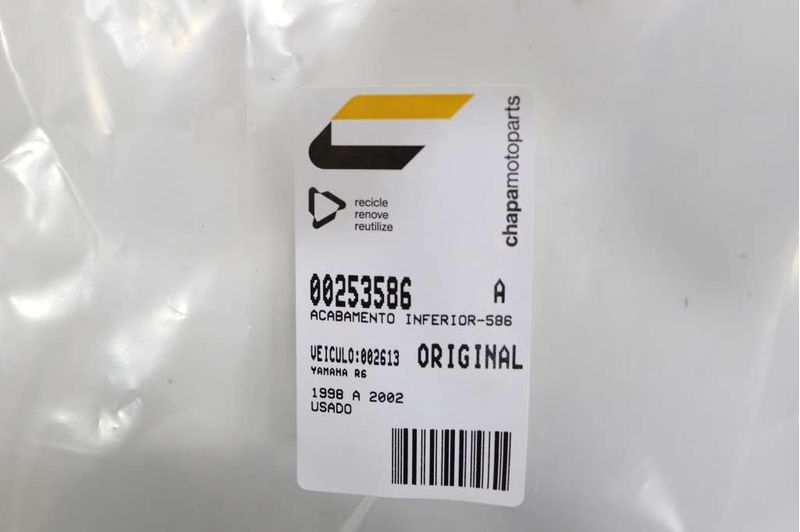 chapamotoparts
recicle
renove
reutilize
00253586 A
ACABAMENTO INFERIOR-586
VEICULO:002613 ORIGINAL
YAMAHA R6
1998 A 2002
USADO